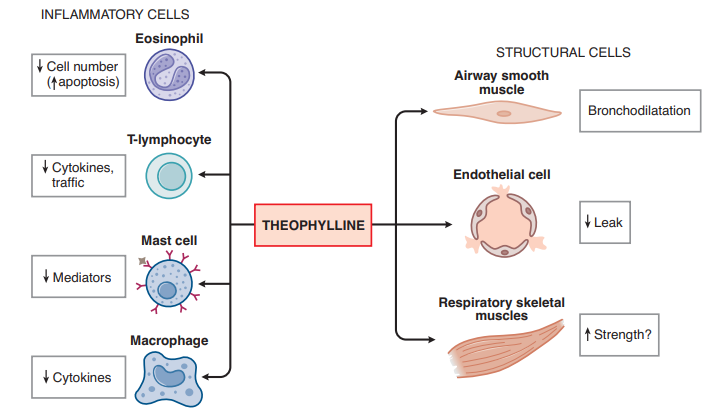 INFLAMMATORY CELLS
Eosinophil
↓ Cell number
(↑apoptosis)
T-lymphocyte
↓ Cytokines,
traffic
Mast cell
↓ Mediators
Macrophage
↓ Cytokines
THEOPHYLLINE
STRUCTURAL CELLS
Airway smooth
muscle
Bronchodilatation
Endothelial cell
↓ Leak
Respiratory skeletal
muscles
↑ Strength?